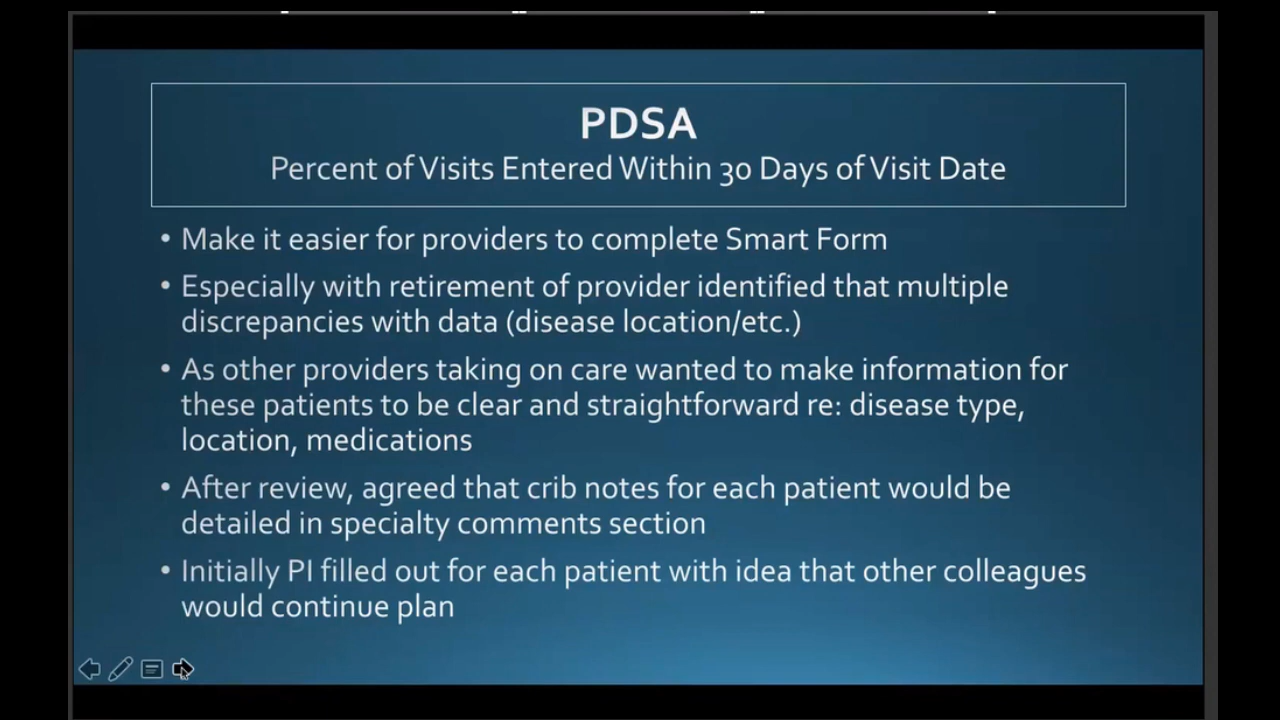 PDSA
Percent of Visits Entered Within 30 Days of Visit Date
• Make it easier for providers to complete Smart Form
• Especially with retirement of provider identified that multiple
discrepancies with data (disease location/etc.)
• As other providers taking on care wanted to make information for
these patients to be clear and straightforward re: disease type,
location, medications
• After review, agreed that crib notes for each patient would be
detailed in specialty comments section
• Initially PI filled out for each patient with idea that other colleagues
would continue plan